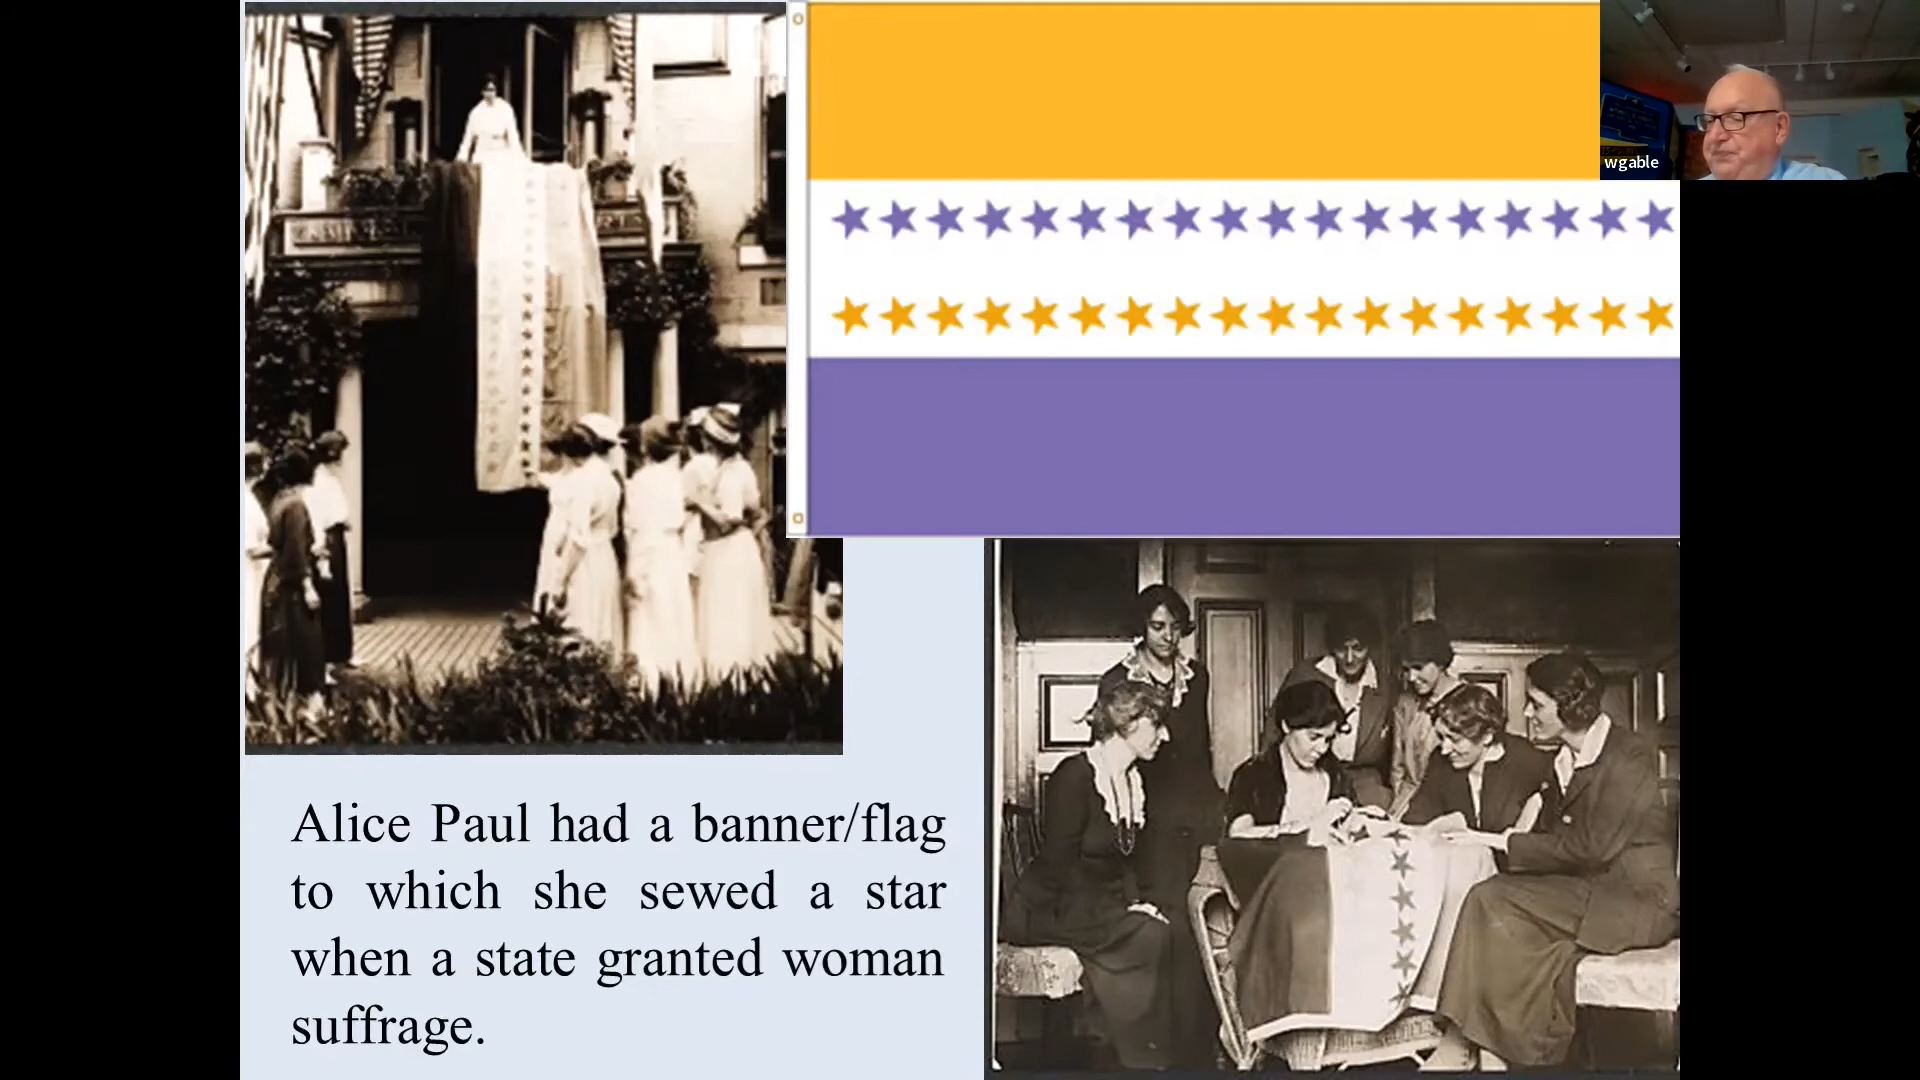 wgable
Alice Paul had a banner/flag
to which she sewed a star
when a state granted woman
suffrage.